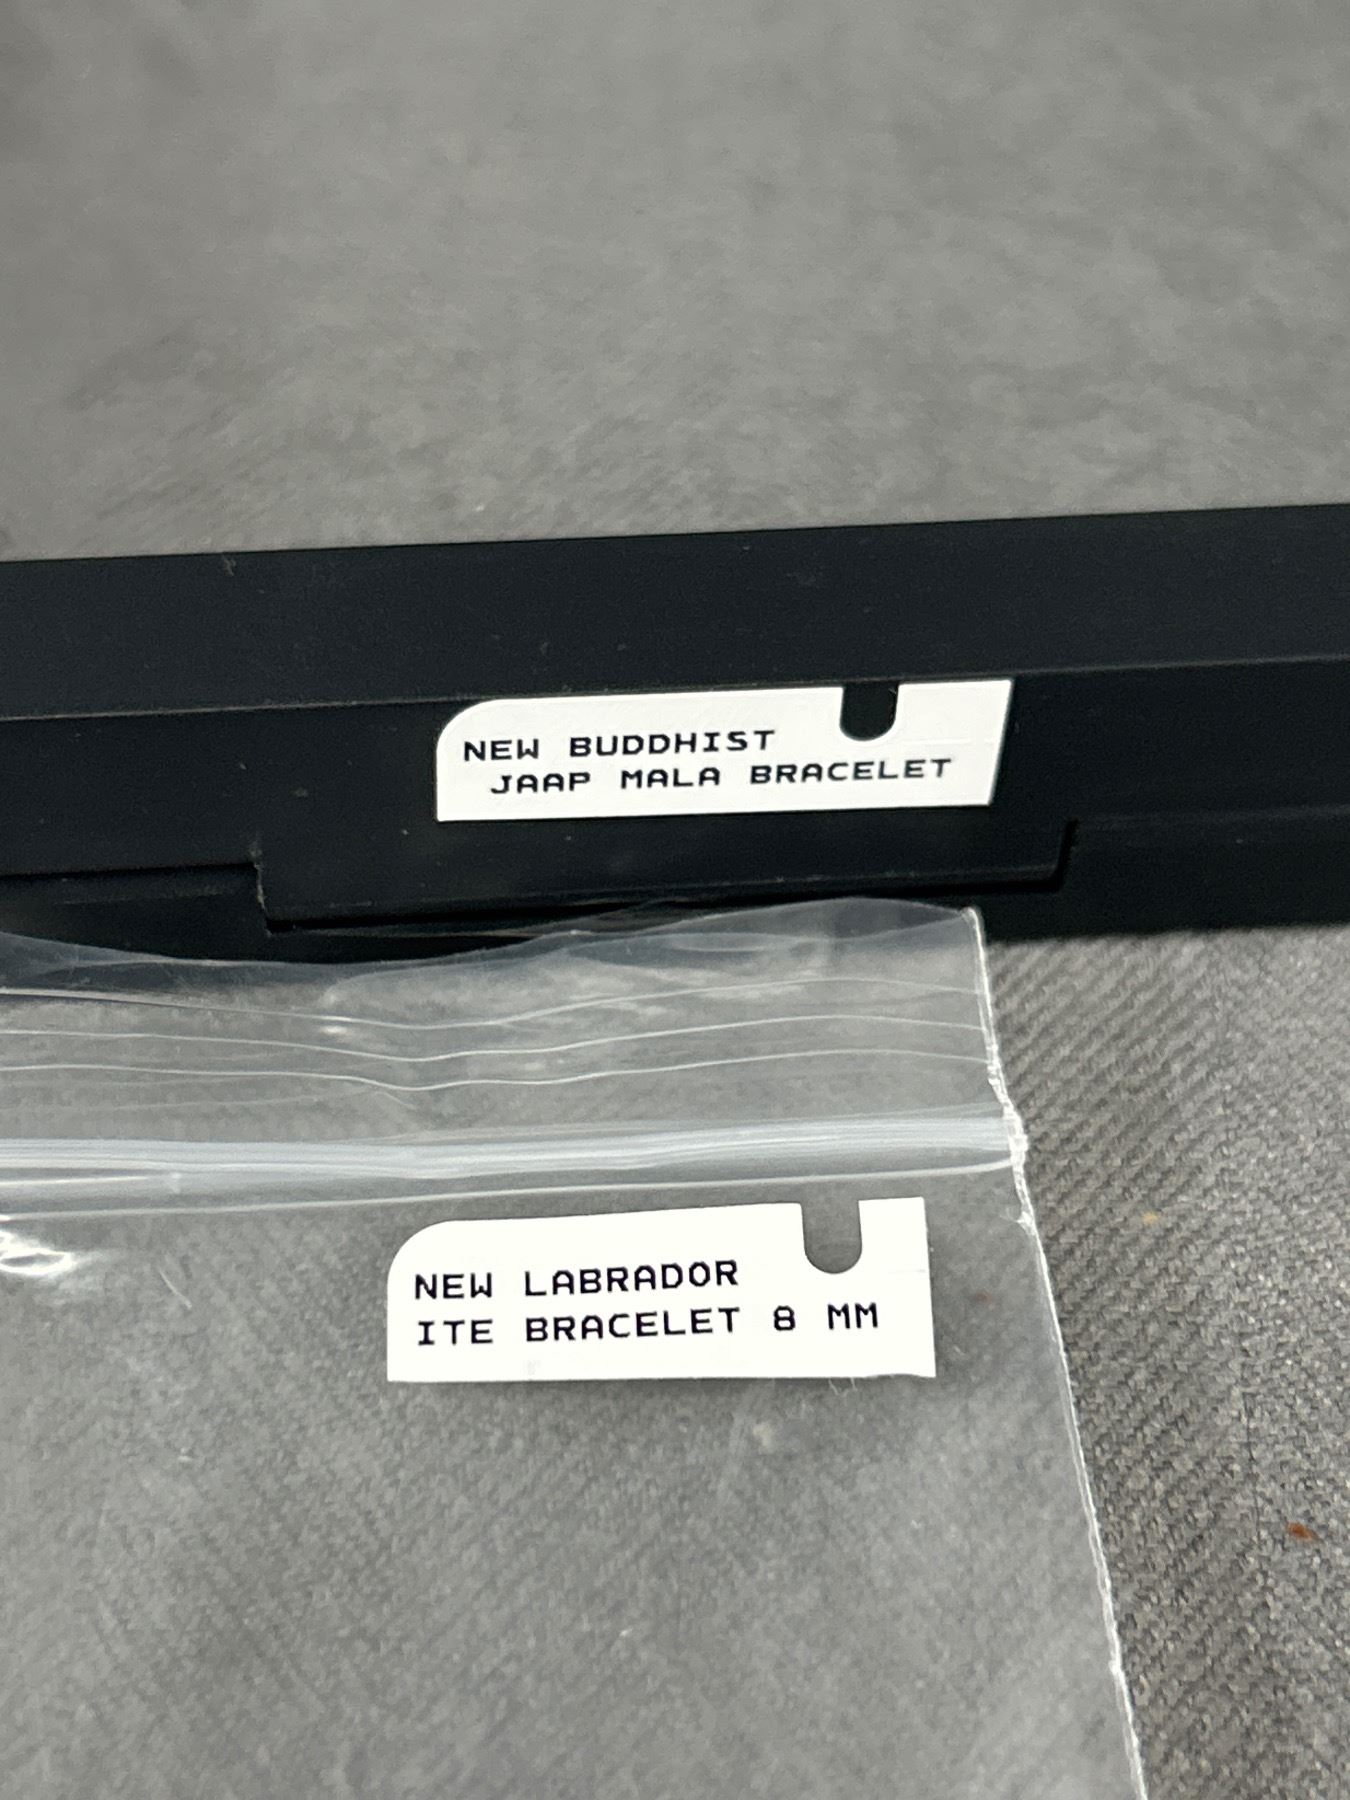 NEW BUDDHIST
JAAP MALA BRACELET
NEW LABRADOR
ITE BRACELET 8 MM